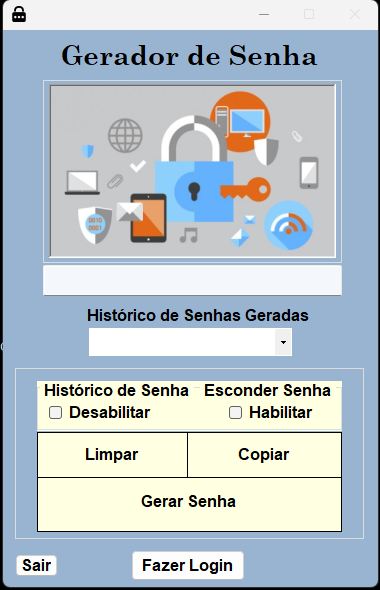 Gerador de Senha
0010
0001
Histórico de Senhas Geradas
Histórico de Senha Esconder Senha
Desabilitar Habilitar
Limpar Copiar
Gerar Senha
Sair Fazer Login